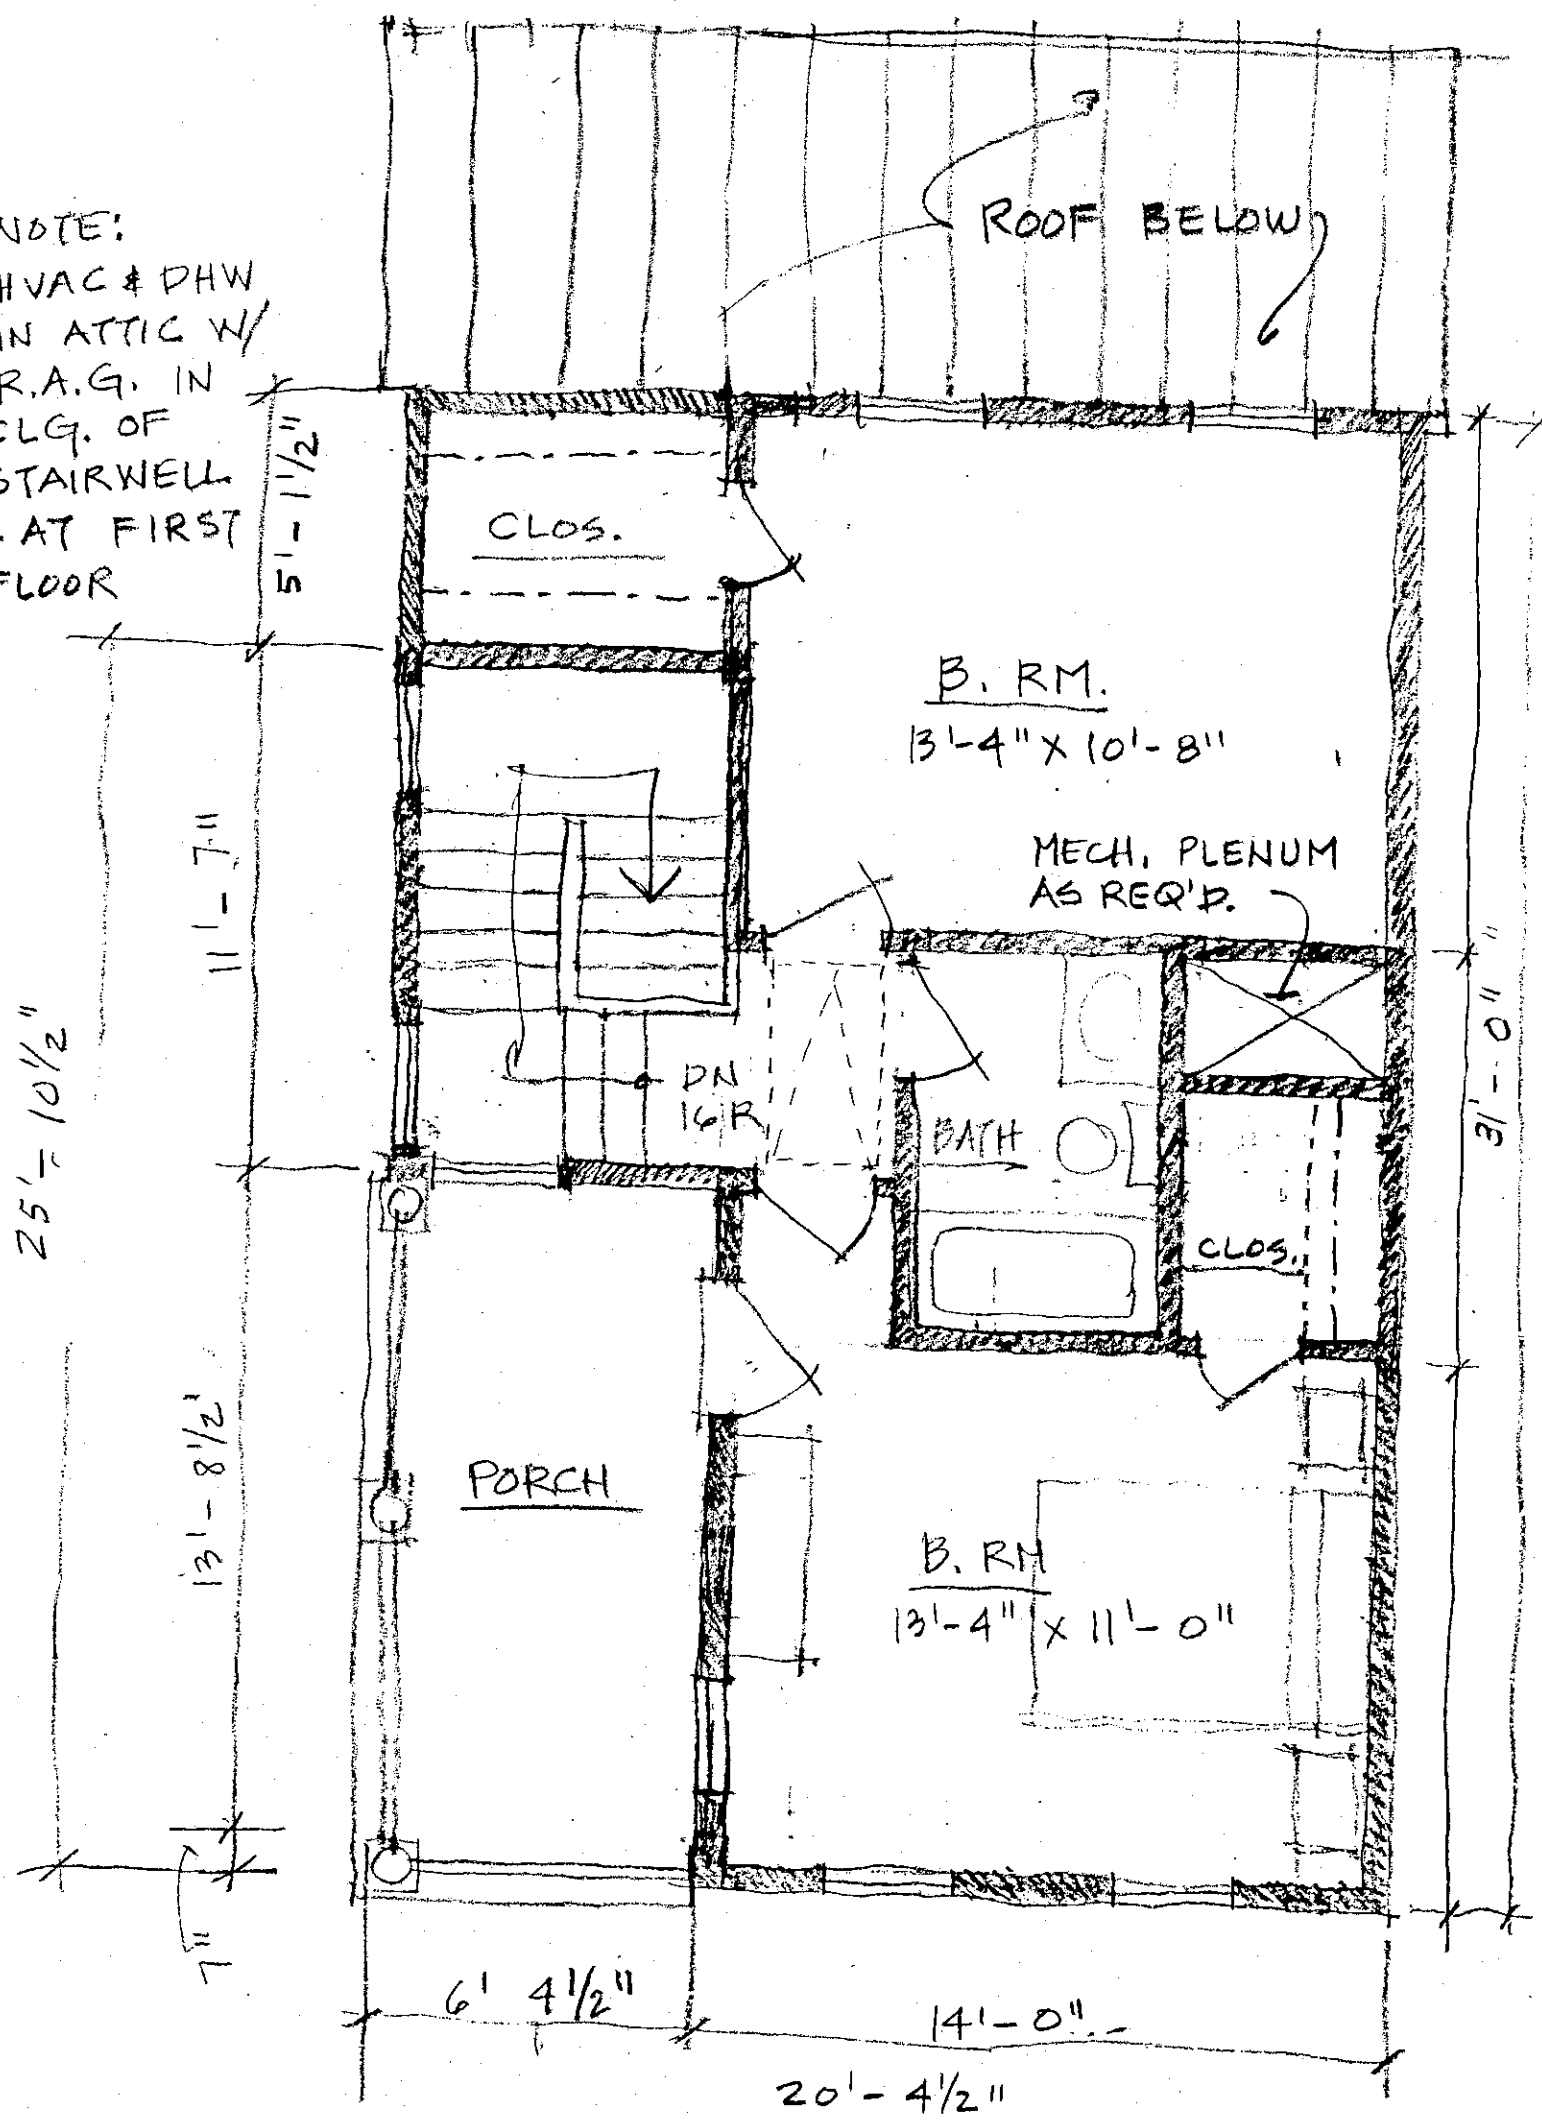 NOTE:
HVAC & DHW
IN ATTIC W/
R.A.G. IN
CLG. OF
STAIRWELL
AT FIRST
FLOOR
ROOF BELOW
5'-1 1/2"
CLOS.
B. RM.
13'-4" X 10'-8"
MECH. PLENUM
AS REQ'D.
11'-7"
25'-10 1/2"
31'-0"
DN
16 R
BATH
CLOS.
13'-8 1/2"
PORCH
B. RM
13'-4" X 11'-0"
7"
6' 4 1/2"
14'-0"
20'-4 1/2"